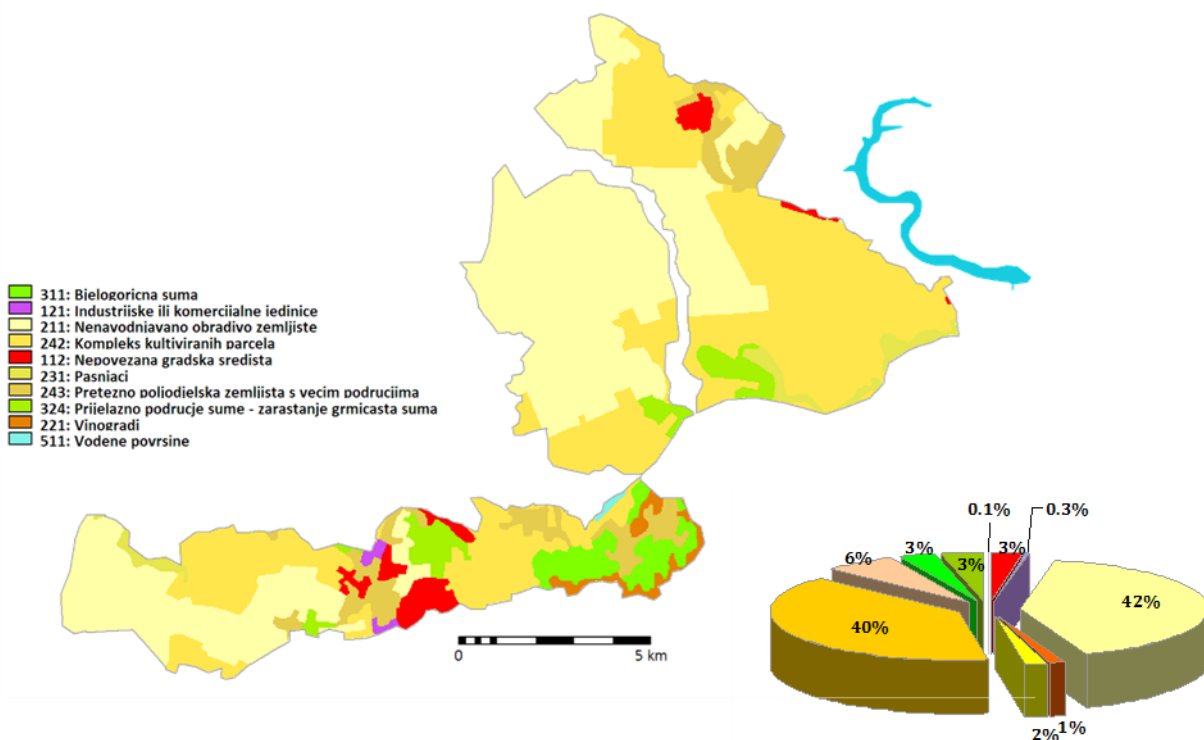 311: Bjelogoricna suma
121: Industrijske ili komercijalne jedinice
211: Nenavodnjavano obradivo zemljiste
242: Kompleks kultiviranih parcela
112: Nepovezana gradska sredista
231: Pasnjaci
243: Pretezno poljodjelska zemljista s vecim podrucjima
324: Prijelazno podrucje sume - zarastanje grmicasta suma
221: Vinogradi
511: Vodene povrsine
0 5 km
0.1%
0.3%
6%
3%
3%
3%
42%
40%
2%
1%